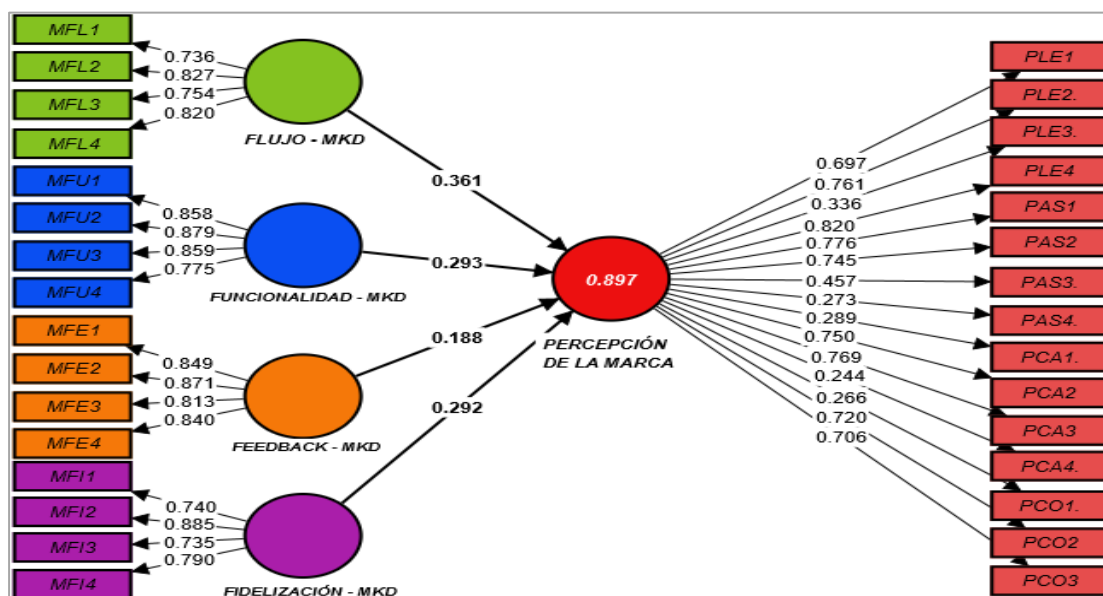 MFL1
MFL2
MFL3
MFL4
0.736
0.827
0.754
0.820
FLUJO - MKD
MFU1
MFU2
MFU3
MFU4
0.858
0.879
0.859
0.775
FUNCIONALIDAD - MKD
MFE1
MFE2
MFE3
MFE4
0.849
0.871
0.813
0.840
FEEDBACK - MKD
MFI1
MFI2
MFI3
MFI4
0.740
0.885
0.735
0.790
FIDELIZACIÓN - MKD
0.361
0.293
0.188
0.292
0.897
PERCEPCIÓN
DE LA MARCA
0.697
0.761
0.336
0.820
0.776
0.745
0.457
0.273
0.289
0.750
0.769
0.244
0.266
0.720
0.706
PLE1
PLE2.
PLE3.
PLE4
PAS1
PAS2
PAS3.
PAS4.
PCA1.
PCA2
PCA3
PCA4.
PCO1.
PCO2
PCO3